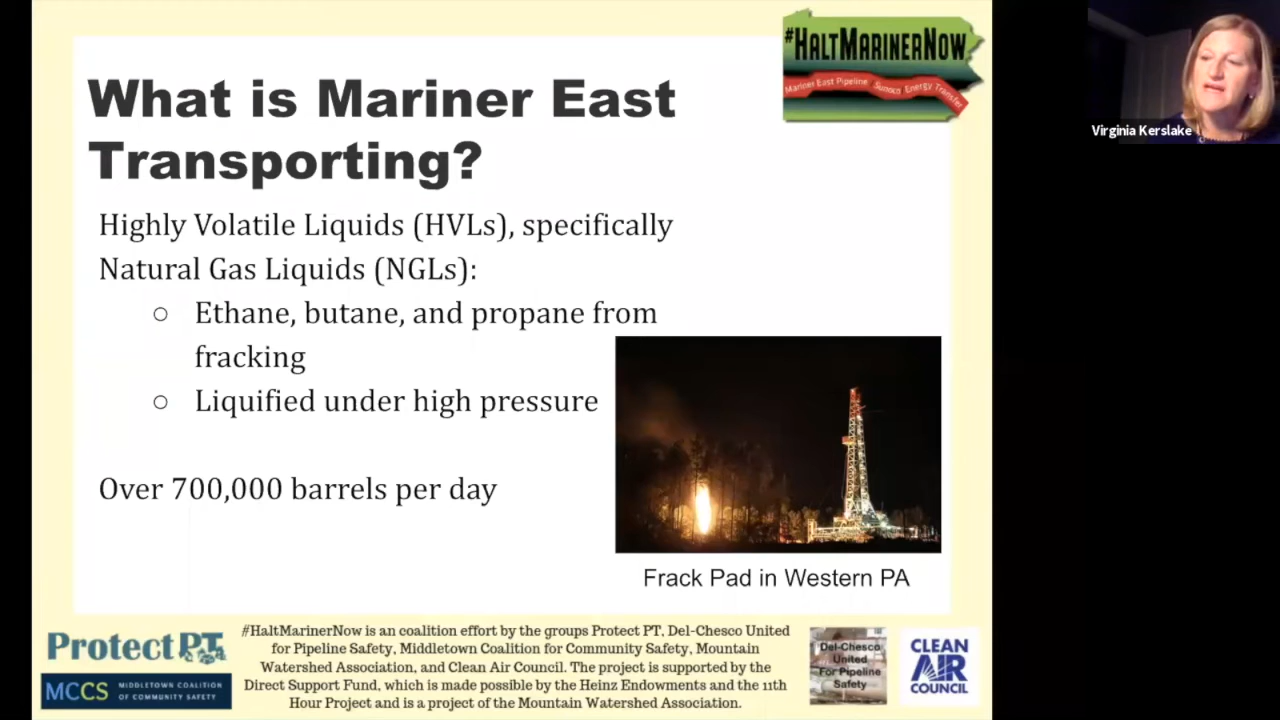 #HALTMARINERNOW
Mariner East Pipeline Sunoco Energy Transfer
Virginia Kerslake
What is Mariner East
Transporting?
Highly Volatile Liquids (HVLs), specifically
Natural Gas Liquids (NGLs):
○ Ethane, butane, and propane from
fracking
○ Liquified under high pressure
Over 700,000 barrels per day
Frack Pad in Western PA
Protect PT
MCCS MIDDLETOWN COALITION
OF COMMUNITY SAFETY
#HaltMarinerNow is an coalition effort by the groups Protect PT, Del-Chesco United
for Pipeline Safety, Middletown Coalition for Community Safety, Mountain
Watershed Association, and Clean Air Council. The project is supported by the
Direct Support Fund, which is made possible by the Heinz Endowments and the 11th
Hour Project and is a project of the Mountain Watershed Association.
Del-Chesco
United
For Pipeline
Safety
CLEAN
AIR
COUNCIL